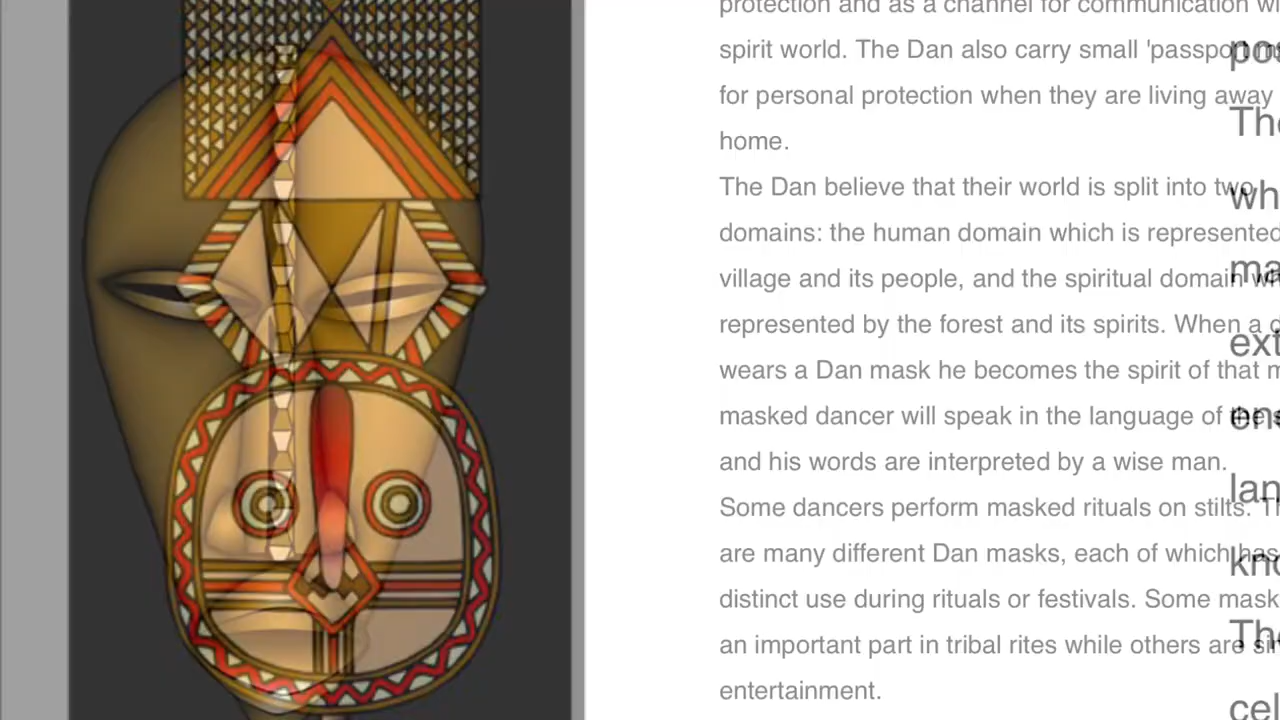 protection and as a channel for communication
spirit world. The Dan also carry small
for personal protection when they are living away
home.
The Dan believe that their world is split into two
domains: the human domain which is represented
village and its people, and the spiritual domain
represented by the forest and its spirits. When a
wears a Dan mask he becomes the spirit of that
masked dancer will speak in the language of the
and his words are interpreted by a wise man.
Some dancers perform masked rituals on stilts.
are many different Dan masks, each of which has
distinct use during rituals or festivals. Some
an important part in tribal rites while others are
entertainment.